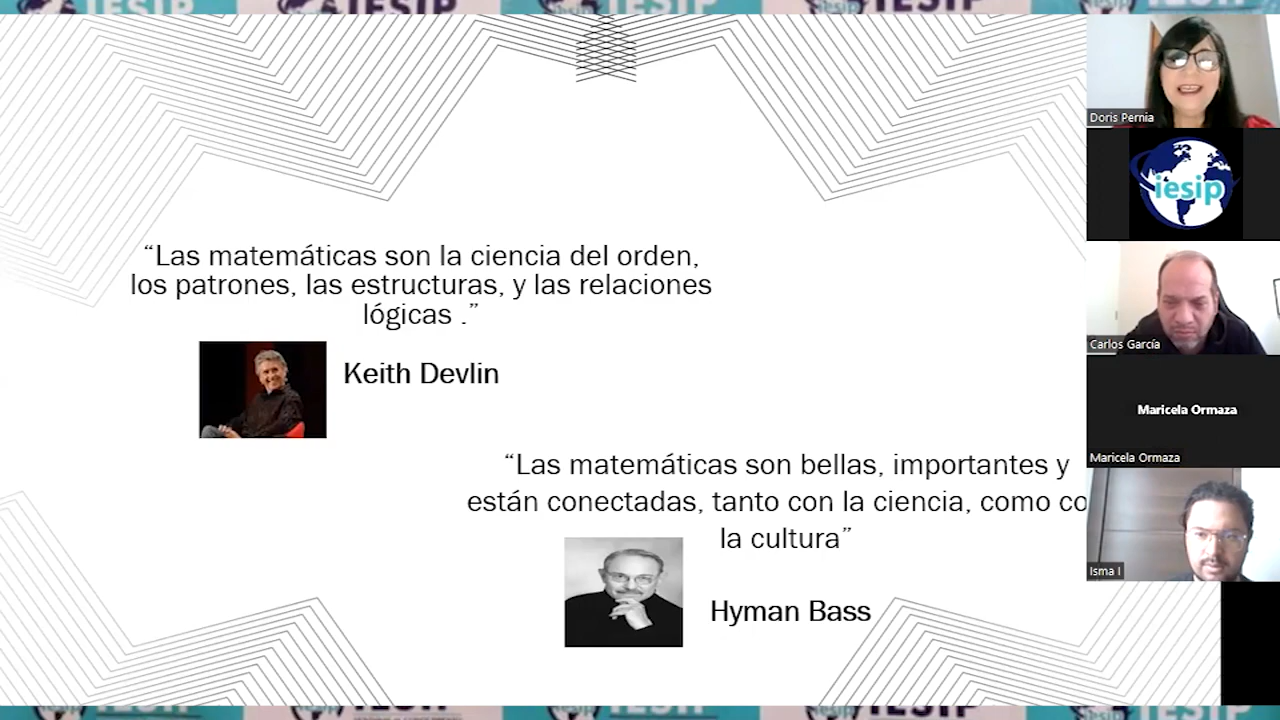 “Las matemáticas son la ciencia del orden,
los patrones, las estructuras, y las relaciones
lógicas .”
Keith Devlin
“Las matemáticas son bellas, importantes y
están conectadas, tanto con la ciencia, como co
la cultura”
Hyman Bass
Doris Pernia
iesip
Carlos García
Maricela Ormaza
Maricela Ormaza
Isma I